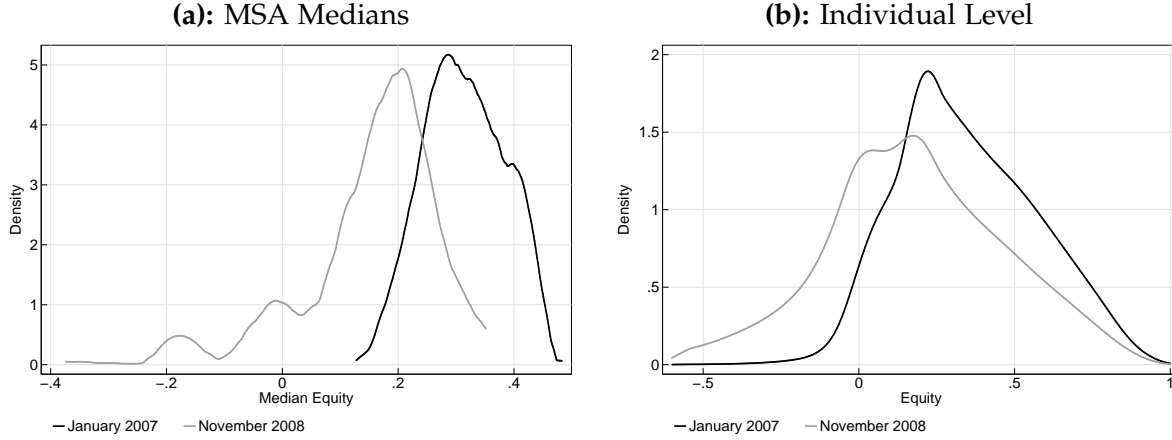 (a): MSA Medians
5
4
3
2
1
0
Density
-.4 -.2 0 .2 .4
Median Equity
January 2007 November 2008
(b): Individual Level
2
1.5
1
.5
0
Density
-.5 0 .5 1
Equity
January 2007 November 2008